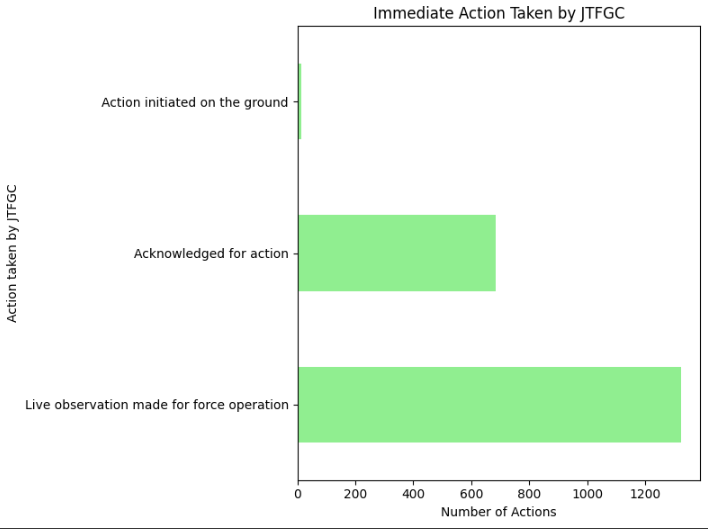 Immediate Action Taken by JTFGC
Action taken by JTFGC
Action initiated on the ground
Acknowledged for action
Live observation made for force operation
0 200 400 600 800 1000 1200
Number of Actions